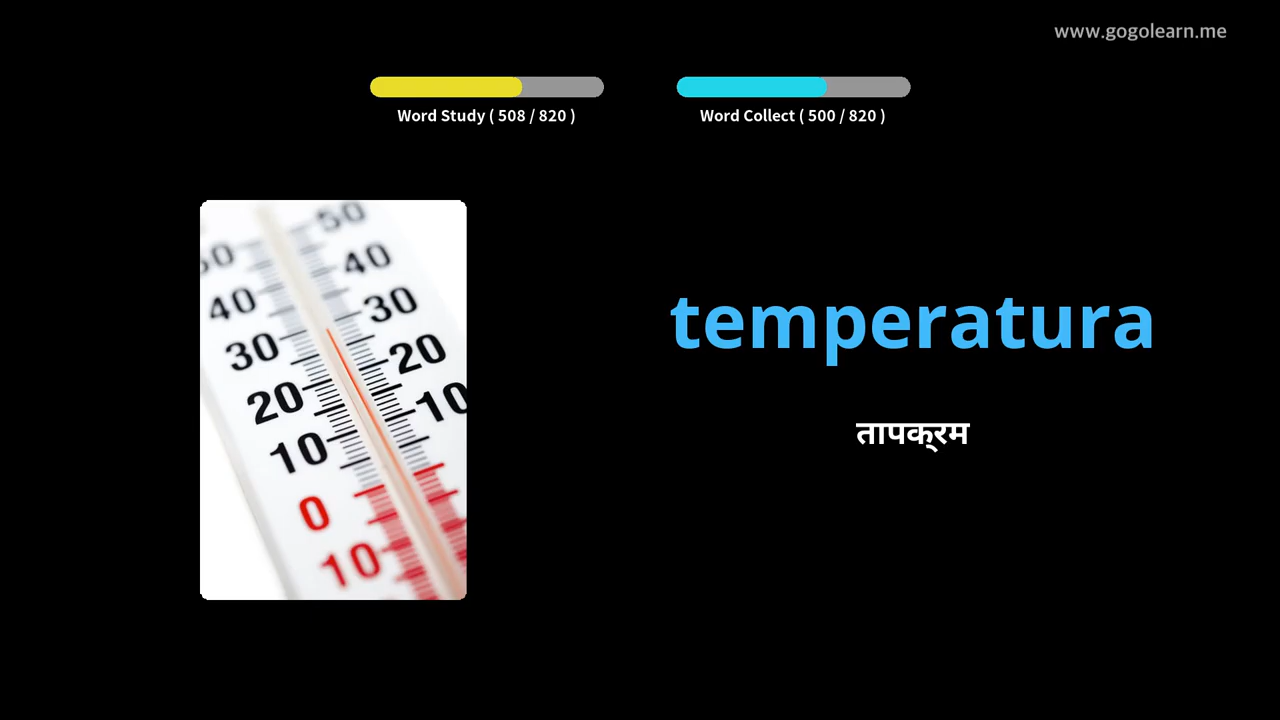 www.gogolearn.me
Word Study ( 508 / 820 )
Word Collect ( 500 / 820 )
50
50
40
40
30
30
20
20
10
10
0
10
temperatura
तापक्रम